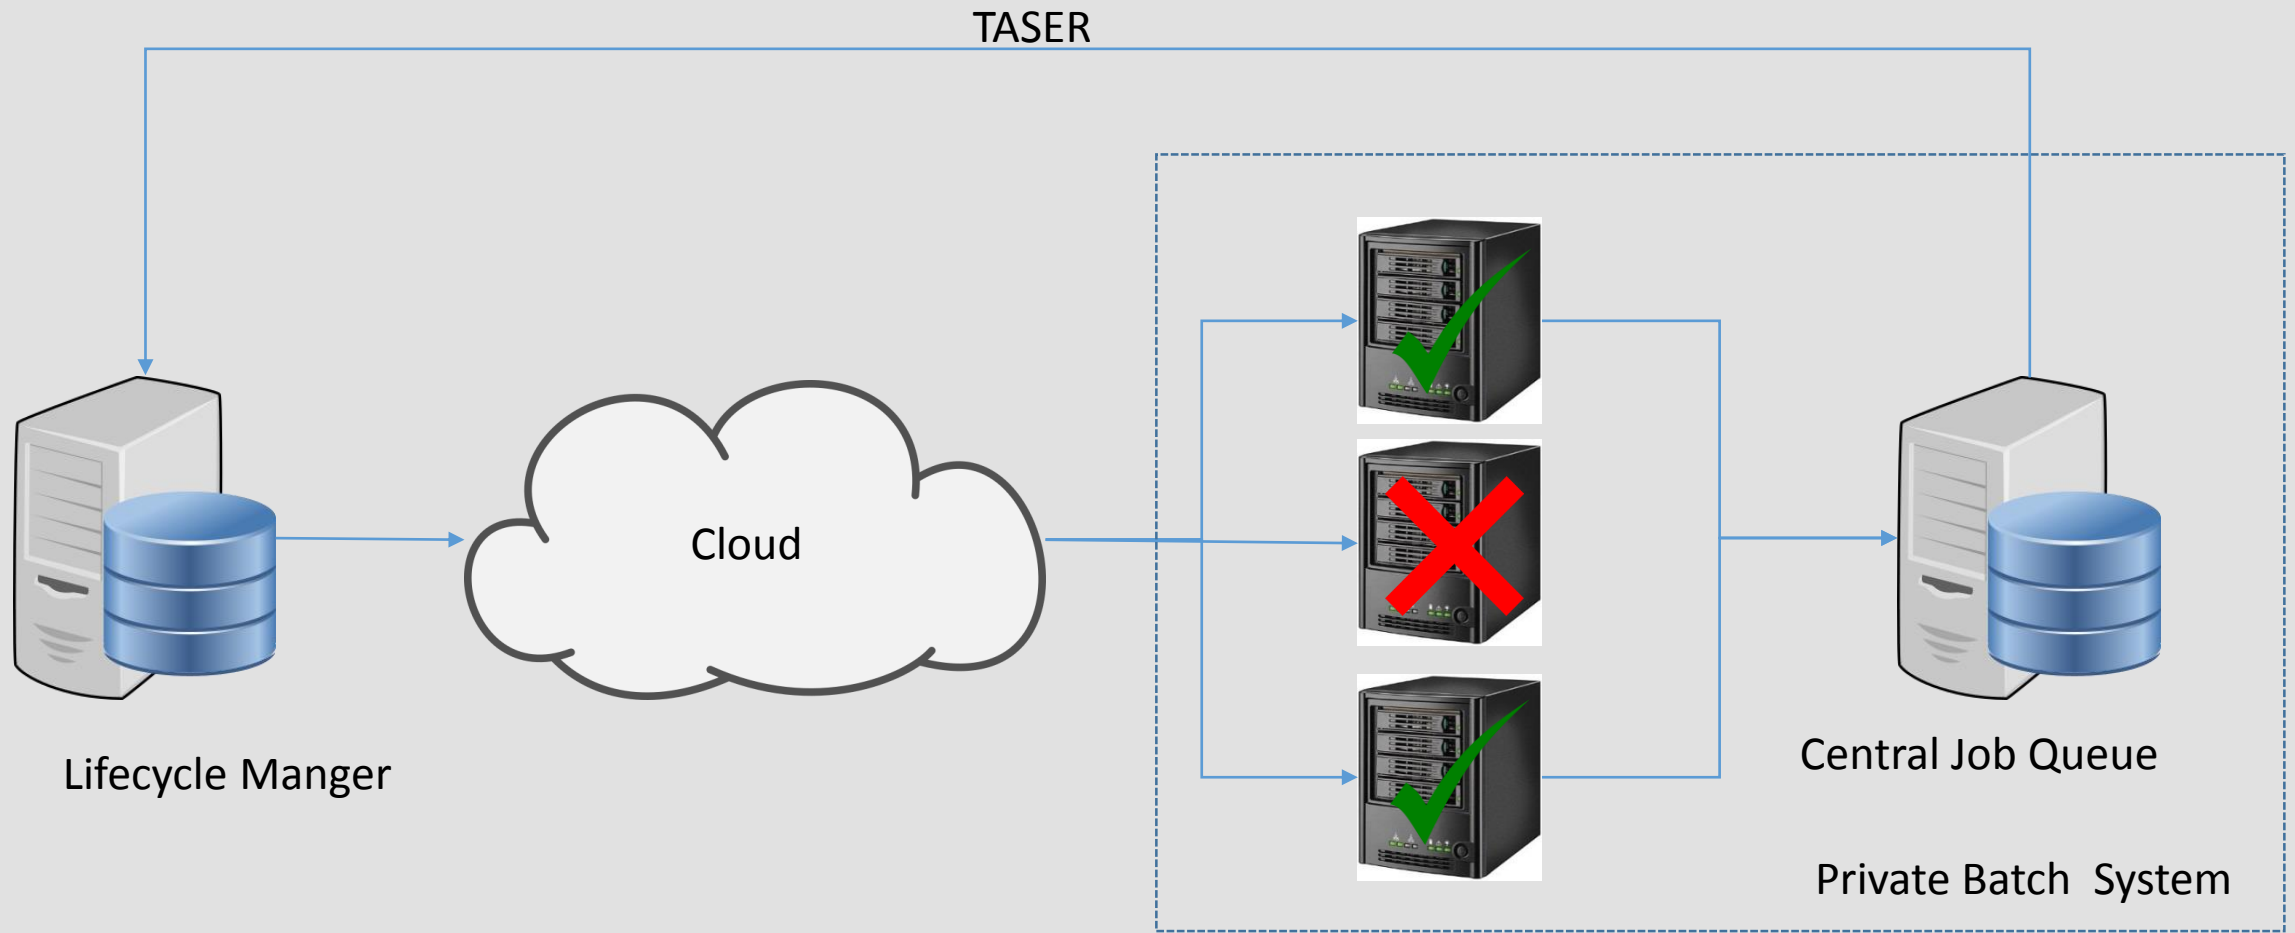 TASER
Cloud
Lifecycle Manger
Central Job Queue
Private Batch  System